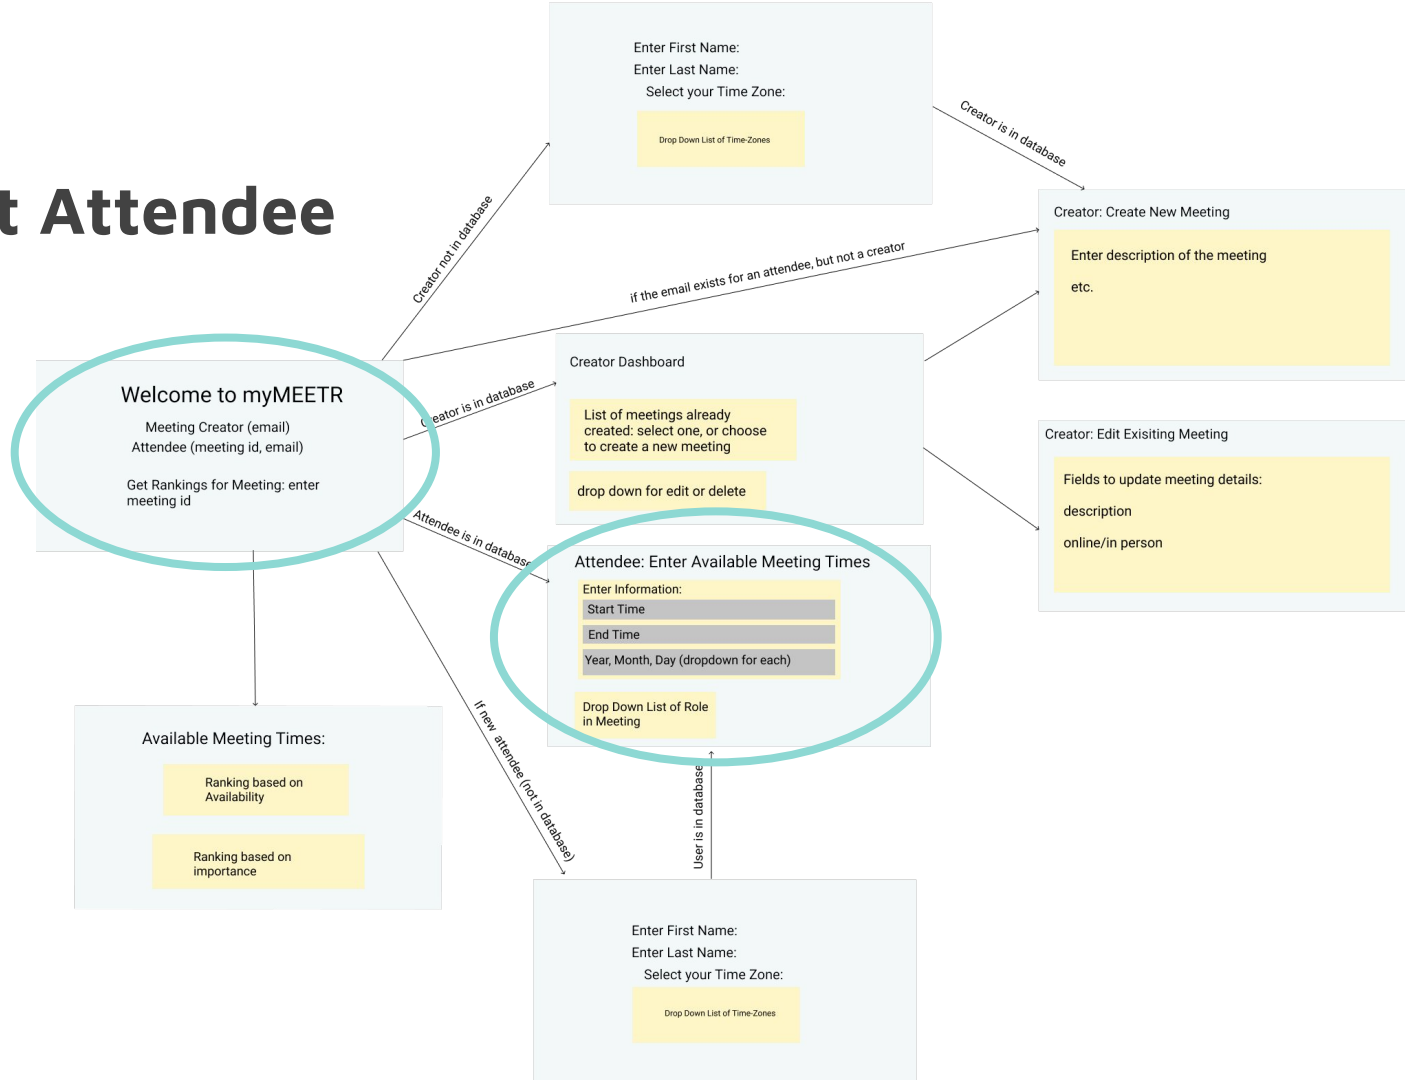 t Attendee
Enter First Name:
Enter Last Name:
Select your Time Zone:
Drop Down List of Time-Zones
Creator is in database
Creator not in database
Creator: Create New Meeting
Enter description of the meeting
etc.
if the email exists for an attendee, but not a creator
Welcome to myMEETR
Meeting Creator (email)
Attendee (meeting id, email)
Get Rankings for Meeting: enter
meeting id
Creator is in database
Creator Dashboard
List of meetings already
created: select one, or choose
to create a new meeting
drop down for edit or delete
Creator: Edit Exisiting Meeting
Fields to update meeting details:
description
online/in person
Attendee is in database
Attendee: Enter Available Meeting Times
Enter Information:
Start Time
End Time
Year, Month, Day (dropdown for each)
Drop Down List of Role
in Meeting
If new attendee (not in database)
User is in database
Available Meeting Times:
Ranking based on
Availability
Ranking based on
importance
Enter First Name:
Enter Last Name:
Select your Time Zone:
Drop Down List of Time-Zones